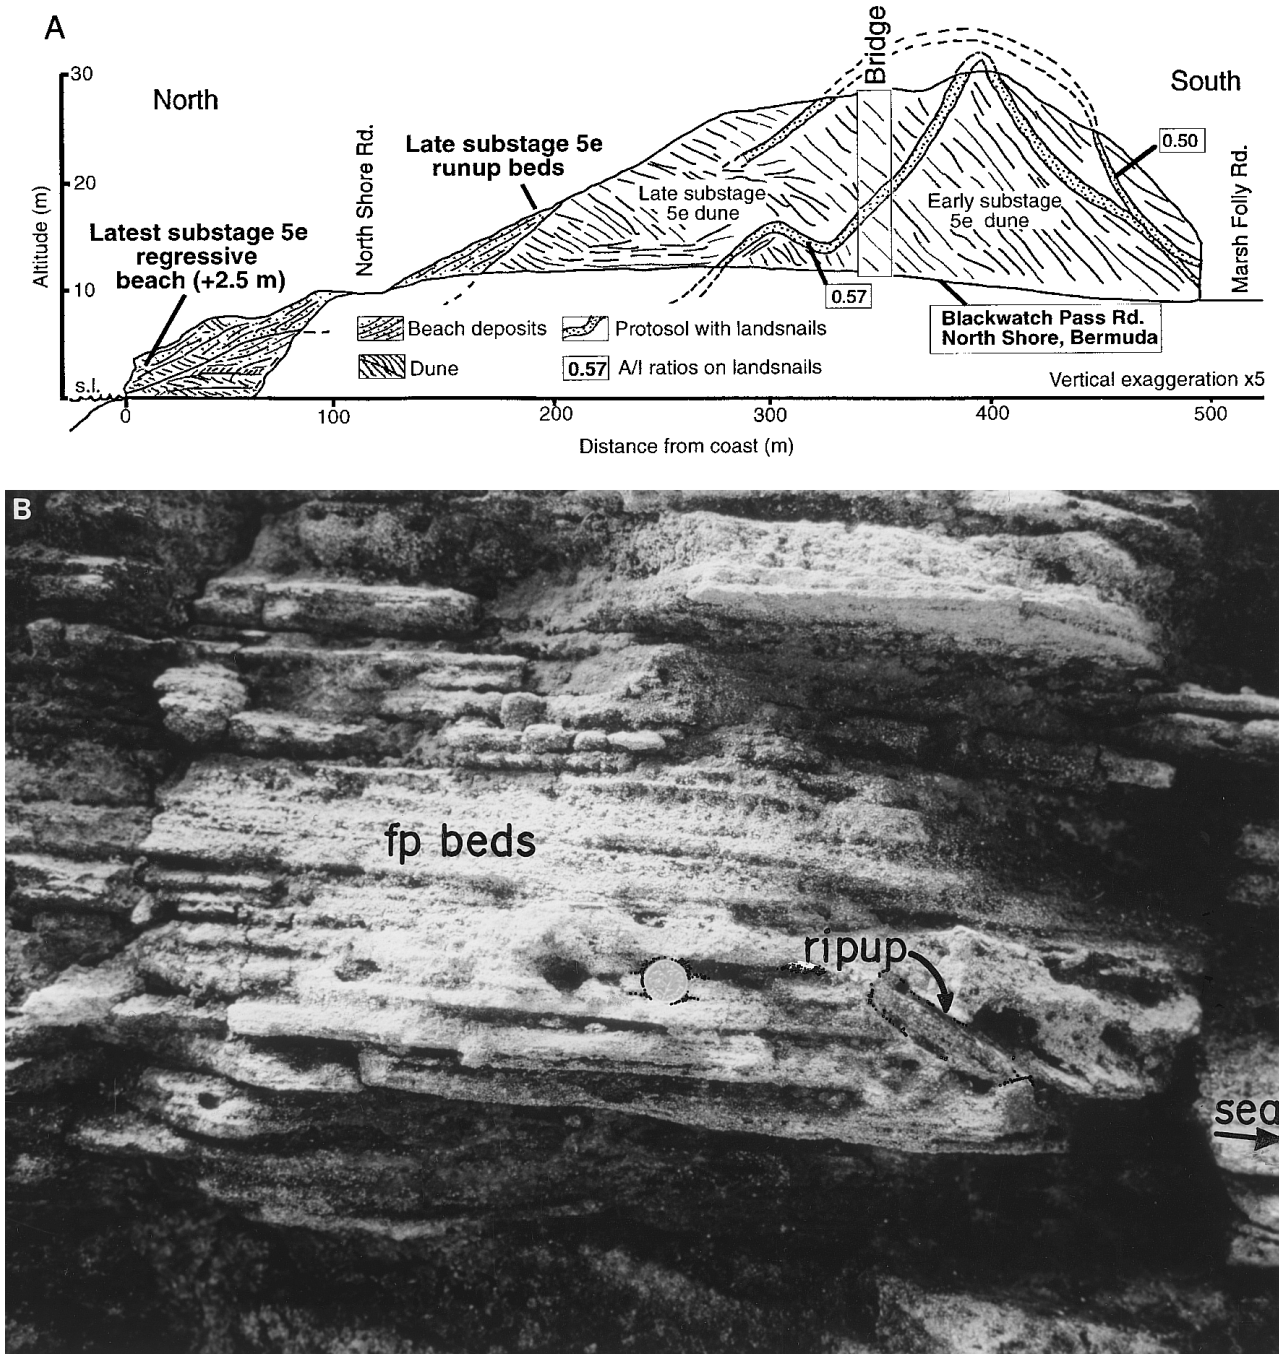 A
North
South
Bridge
30
20
10
Altitude (m)
North Shore Rd.
Marsh Folly Rd.
Late substage 5e
runup beds
Latest substage 5e
regressive
beach (+2.5 m)
Late substage
5e dune
Early substage
5e dune
0.50
0.57
Blackwatch Pass Rd.
North Shore, Bermuda
Beach deposits
Protosol with landsnails
Dune
0.57 A/I ratios on landsnails
s.l.
Vertical exaggeration x5
0 100 200 300 400 500
Distance from coast (m)
B
fp beds
ripup
sea